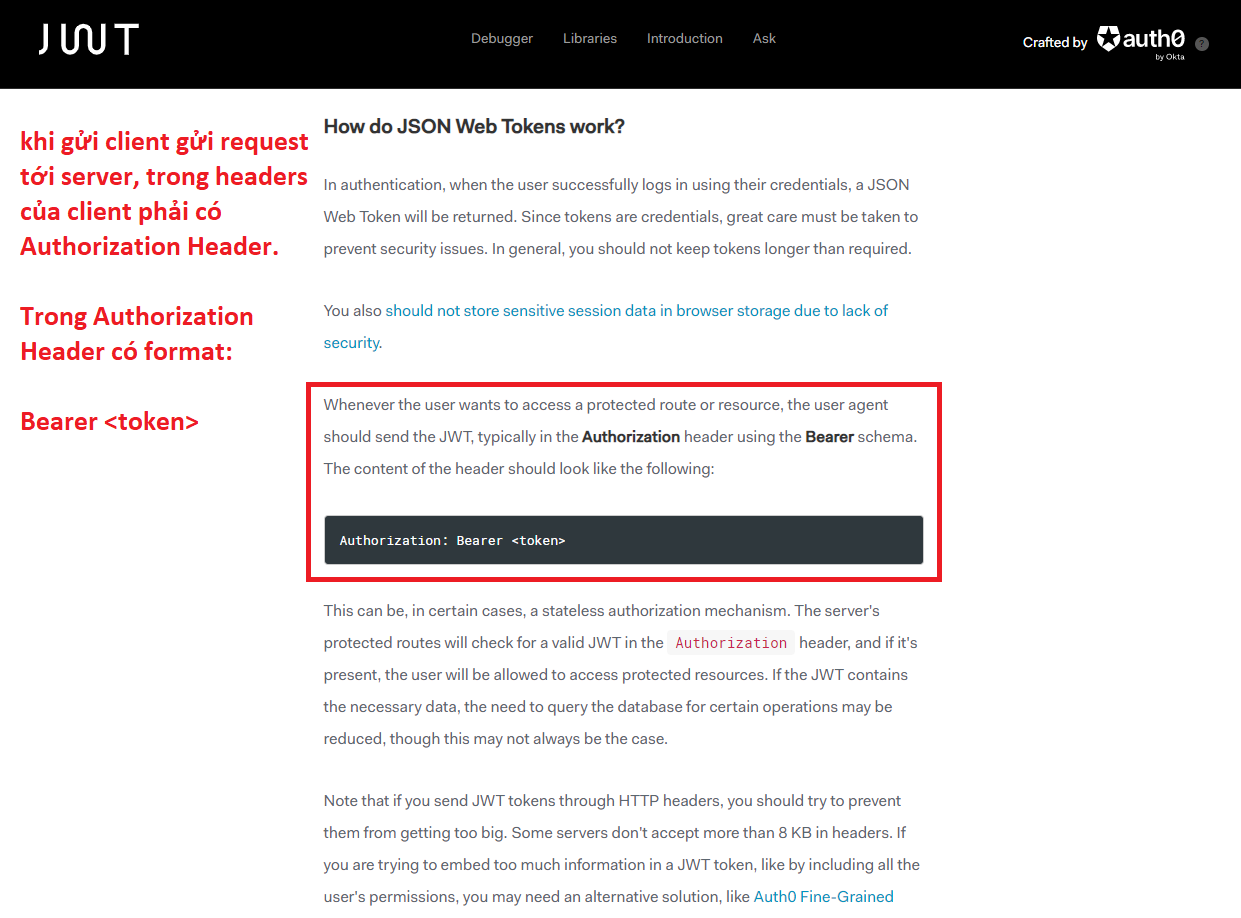 JWT
Debugger
Libraries
Introduction
Ask
Crafted by
auth0
by Okta
?
khi gửi client gửi request
tới server, trong headers
của client phải có
Authorization Header.
Trong Authorization
Header có format:
Bearer <token>
How do JSON Web Tokens work?
In authentication, when the user successfully logs in using their credentials, a JSON
Web Token will be returned. Since tokens are credentials, great care must be taken to
prevent security issues. In general, you should not keep tokens longer than required.
You also should not store sensitive session data in browser storage due to lack of
security.
Whenever the user wants to access a protected route or resource, the user agent
should send the JWT, typically in the Authorization header using the Bearer schema.
The content of the header should look like the following:
Authorization: Bearer <token>
This can be, in certain cases, a stateless authorization mechanism. The server's
protected routes will check for a valid JWT in the Authorization header, and if it's
present, the user will be allowed to access protected resources. If the JWT contains
the necessary data, the need to query the database for certain operations may be
reduced, though this may not always be the case.
Note that if you send JWT tokens through HTTP headers, you should try to prevent
them from getting too big. Some servers don't accept more than 8 KB in headers. If
you are trying to embed too much information in a JWT token, like by including all the
user's permissions, you may need an alternative solution, like Auth0 Fine-Grained